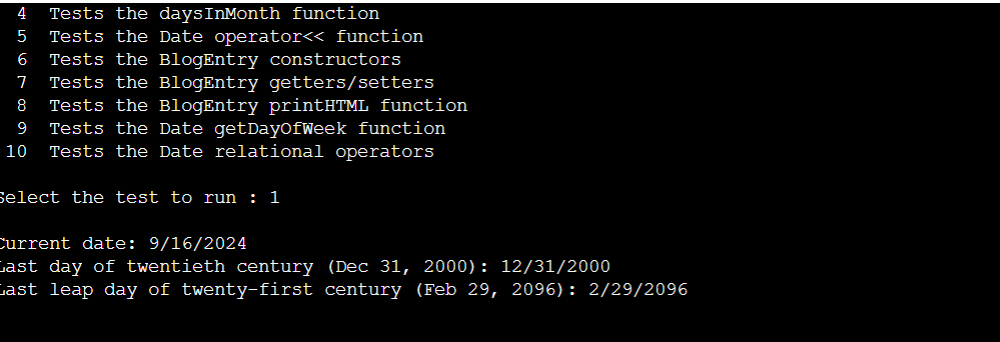 4 Tests the daysInMonth function
5 Tests the Date operator<< function
6 Tests the BlogEntry constructors
7 Tests the BlogEntry getters/setters
8 Tests the BlogEntry printHTML function
9 Tests the Date getDayOfWeek function
10 Tests the Date relational operators
Select the test to run : 1
Current date: 9/16/2024
Last day of twentieth century (Dec 31, 2000): 12/31/2000
Last leap day of twenty-first century (Feb 29, 2096): 2/29/2096